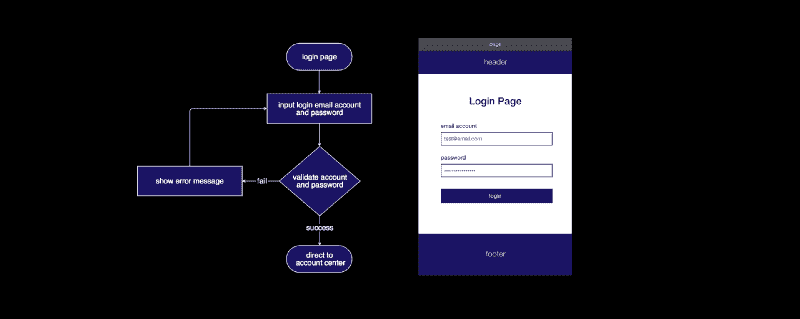 login page
input login email account
and password
validate account
and password
fail
show error message
success
direct to
account center
page
header
Login Page
email account
test@email.com
password
login
footer